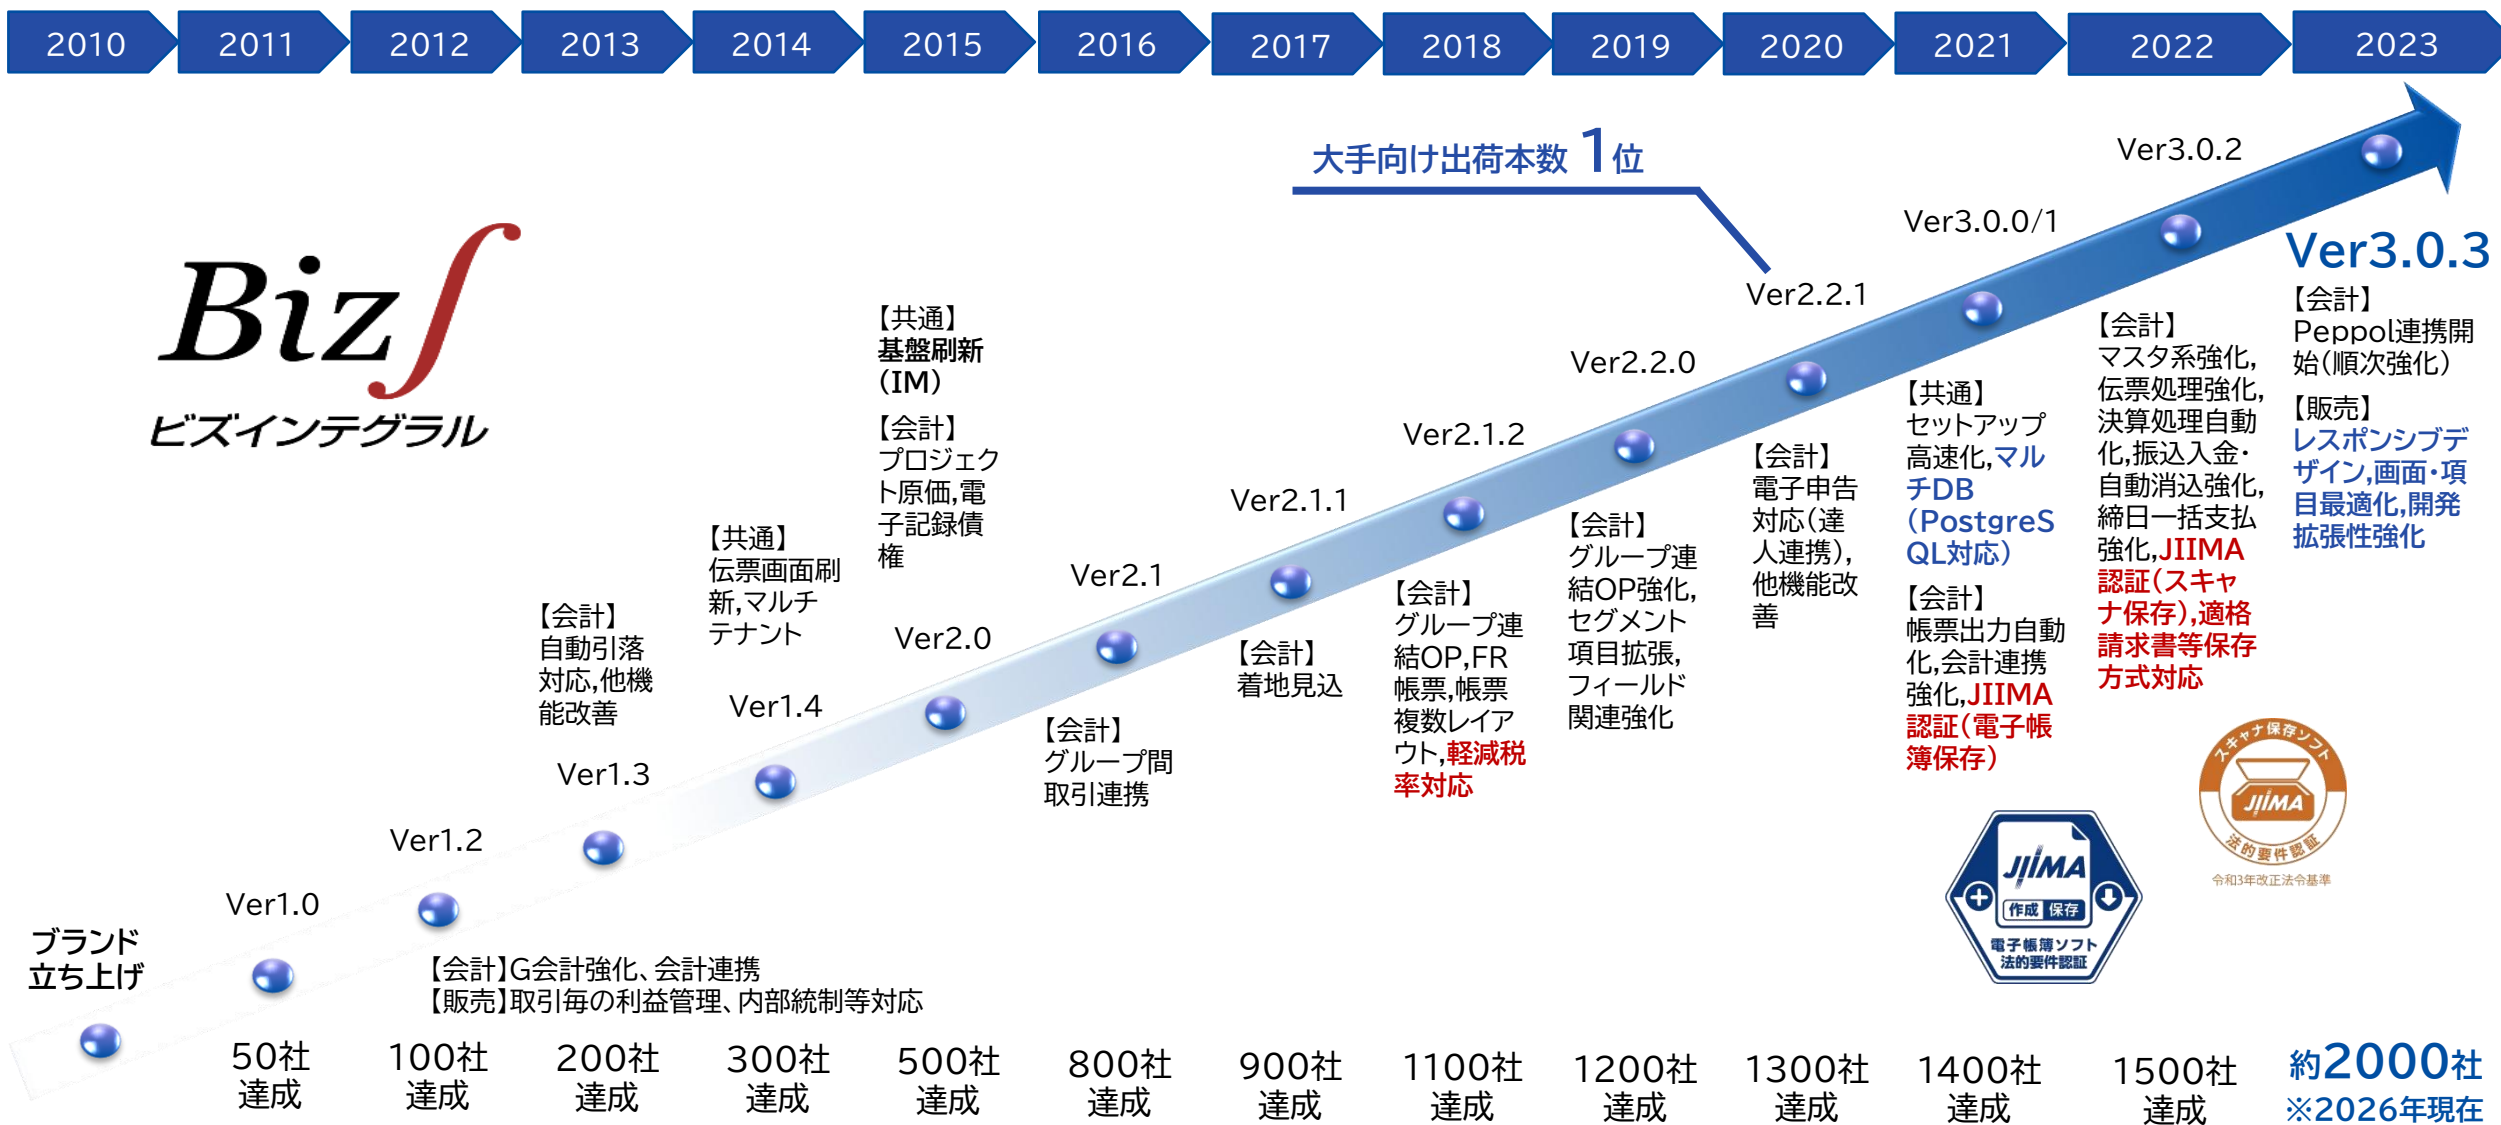 2010
2011
2012
2013
2014
2015
2016
2017
2018
2019
2020
2021
2022
2023
Biz∫
ビズインテグラル
大手向け出荷本数 1位
ブランド
立ち上げ
Ver1.0
Ver1.2
【会計】G会計強化、会計連携
【販売】取引毎の利益管理、内部統制等対応
Ver1.3
【会計】
自動引落
対応,他機
能改善
Ver1.4
【共通】
伝票画面刷
新,マルチ
テナント
Ver2.0
【共通】
基盤刷新
(IM)
【会計】
プロジェク
ト原価,電
子記録債
権
Ver2.1
【会計】
グループ間
取引連携
Ver2.1.1
【会計】
着地見込
Ver2.1.2
【会計】
グループ連
結OP,FR
帳票,帳票
複数レイア
ウト,軽減税
率対応
Ver2.2.0
【会計】
グループ連
結OP強化,
セグメント
項目拡張,
フィールド
関連強化
Ver2.2.1
【会計】
電子申告
対応(達
人連携),
他機能改
善
Ver3.0.0/1
【共通】
セットアップ
高速化,マル
チDB
(PostgreS
QL対応)
【会計】
帳票出力自動
化,会計連携
強化,JIIMA
認証(電子帳
簿保存)
Ver3.0.2
【会計】
マスタ系強化,
伝票処理強化,
決算処理自動
化,振込入金・
自動消込強化,
締日一括支払
強化,JIIMA
認証(スキャ
ナ保存),適格
請求書等保存
方式対応
Ver3.0.3
【会計】
Peppol連携開
始(順次強化)
【販売】
レスポンシブデ
ザイン,画面・項
目最適化,開発
拡張性強化
スキャナ保存ソフト
JIIMA
法的要件認証
令和3年改正法令基準
JIIMA
作成 保存
電子帳簿ソフト
法的要件認証
50社
達成
100社
達成
200社
達成
300社
達成
500社
達成
800社
達成
900社
達成
1100社
達成
1200社
達成
1300社
達成
1400社
達成
1500社
達成
約2000社
※2026年現在